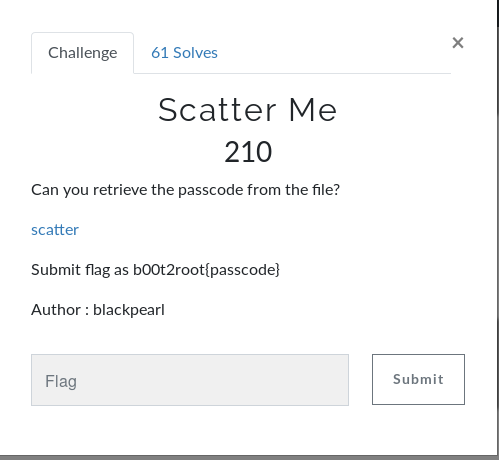 Challenge
61 Solves
×
Scatter Me
210
Can you retrieve the passcode from the file?
scatter
Submit flag as b00t2root{passcode}
Author : blackpearl
Flag
Submit